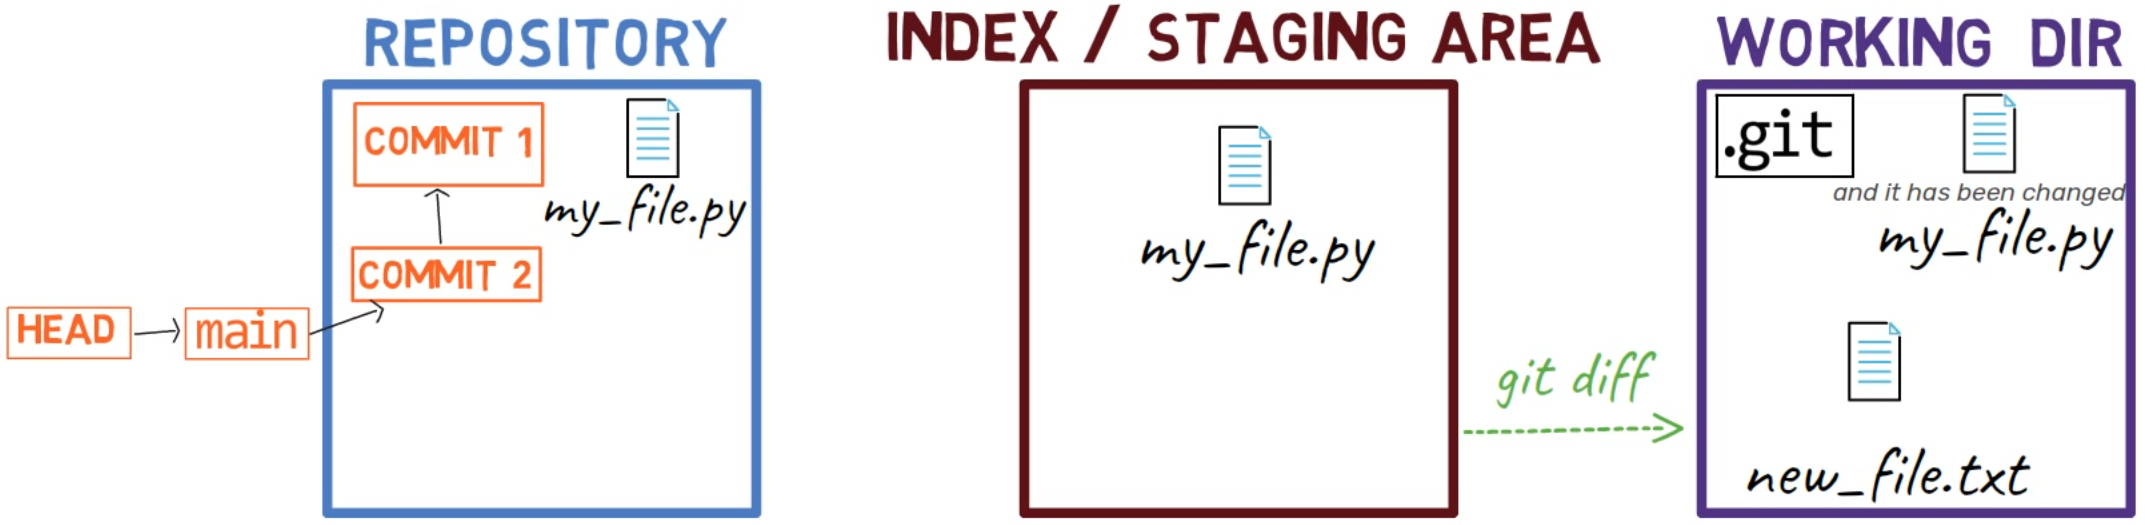 REPOSITORY
COMMIT 1
my_file.py
COMMIT 2
HEAD
main
INDEX / STAGING AREA
my_file.py
git diff
WORKING DIR
.git
and it has been changed
my_file.py
new_file.txt